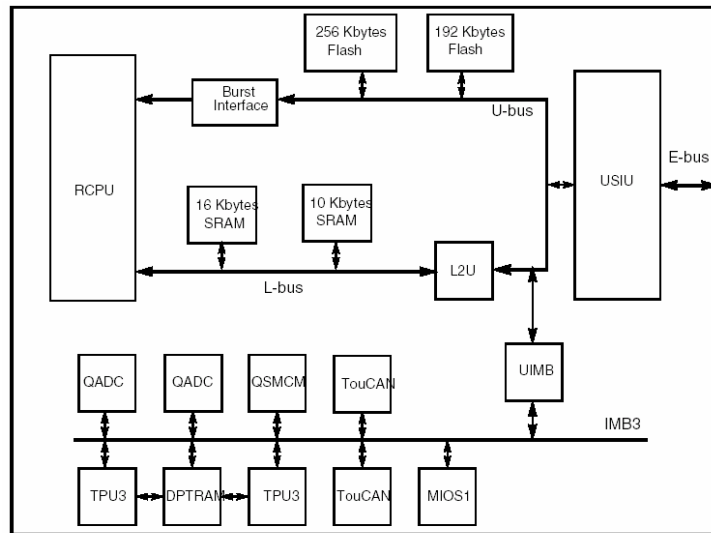 256 Kbytes
Flash
192 Kbytes
Flash
Burst
Interface
U-bus
E-bus
RCPU
USIU
16 Kbytes
SRAM
10 Kbytes
SRAM
L2U
L-bus
UIMB
QADC
QADC
QSMCM
TouCAN
IMB3
TPU3
DPTRAM
TPU3
TouCAN
MIOS1